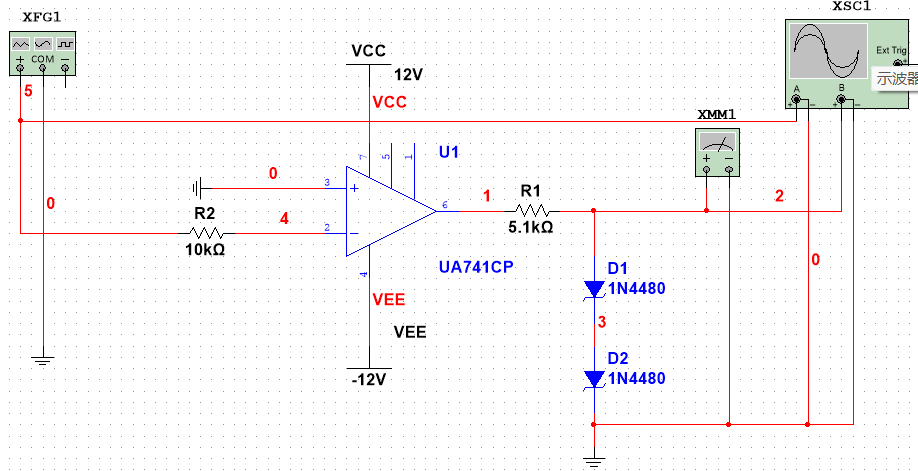 XFG1
COM
XSC1
Ext Trig
示波器
A
B
VCC
12V
VCC
XMM1
5
7
5
1
U1
0
3
0
R2
4
2
10kΩ
6
1
R1
5.1kΩ
2
UA741CP
4
VEE
VEE
-12V
D1
1N4480
3
D2
1N4480
0